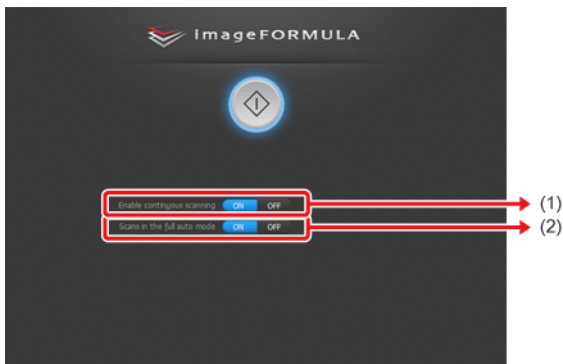 imageFORMULA
Enable continuous scanning ON OFF (1)
Scans in the full auto mode ON OFF (2)